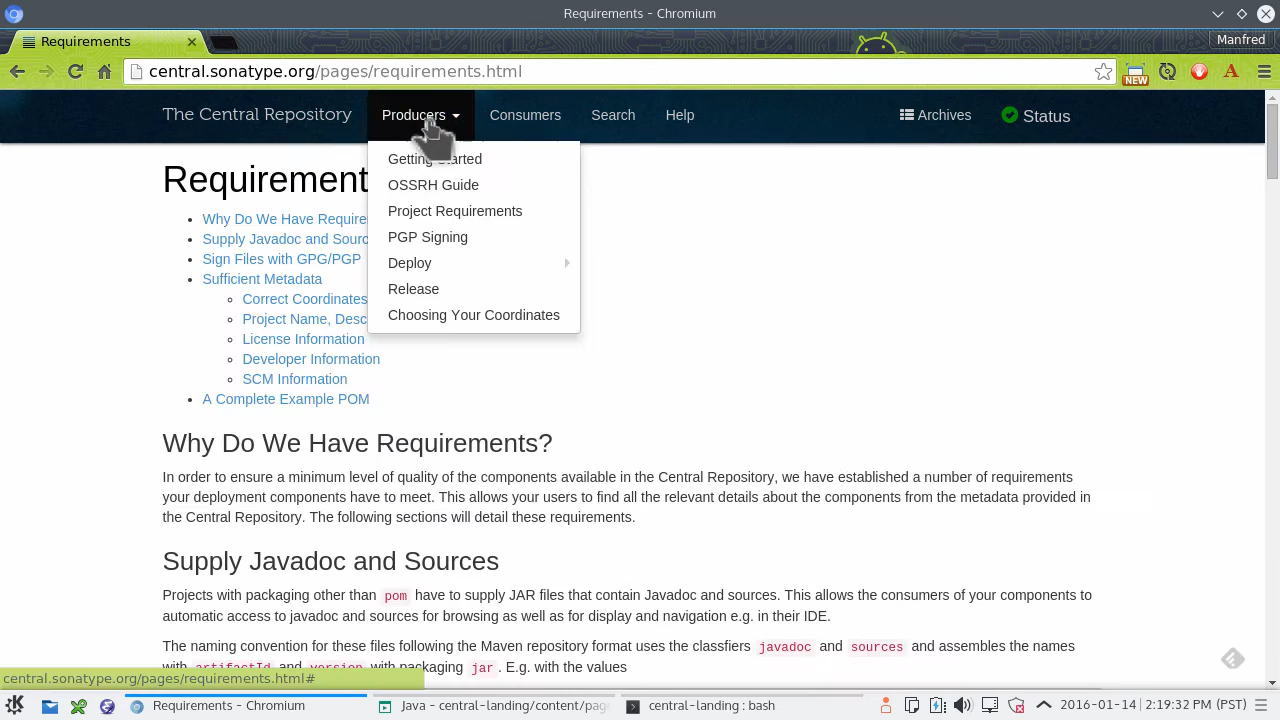 Requirements - Chromium
Requirements
Manfred
central.sonatype.org/pages/requirements.html
NEW
A
The Central Repository
Producers
Consumers
Search
Help
Archives
Status
Getting Started
OSSRH Guide
Project Requirements
PGP Signing
Deploy
Release
Choosing Your Coordinates
Requirement
Why Do We Have Require
Supply Javadoc and Sourc
Sign Files with GPG/PGP
Sufficient Metadata
Correct Coordinates
Project Name, Desc
License Information
Developer Information
SCM Information
A Complete Example POM
Why Do We Have Requirements?
In order to ensure a minimum level of quality of the components available in the Central Repository, we have established a number of requirements
your deployment components have to meet. This allows your users to find all the relevant details about the components from the metadata provided in
the Central Repository. The following sections will detail these requirements.
Supply Javadoc and Sources
Projects with packaging other than pom have to supply JAR files that contain Javadoc and sources. This allows the consumers of your components to
automatic access to javadoc and sources for browsing as well as for display and navigation e.g. in their IDE.
The naming convention for these files following the Maven repository format uses the classfiers javadoc and sources and assembles the names
with artifactId and version with packaging jar . E.g. with the values
central.sonatype.org/pages/requirements.html#
Requirements - Chromium
Java - central-landing/content/page
central-landing : bash
2016-01-14 2:19:32 PM (PST)